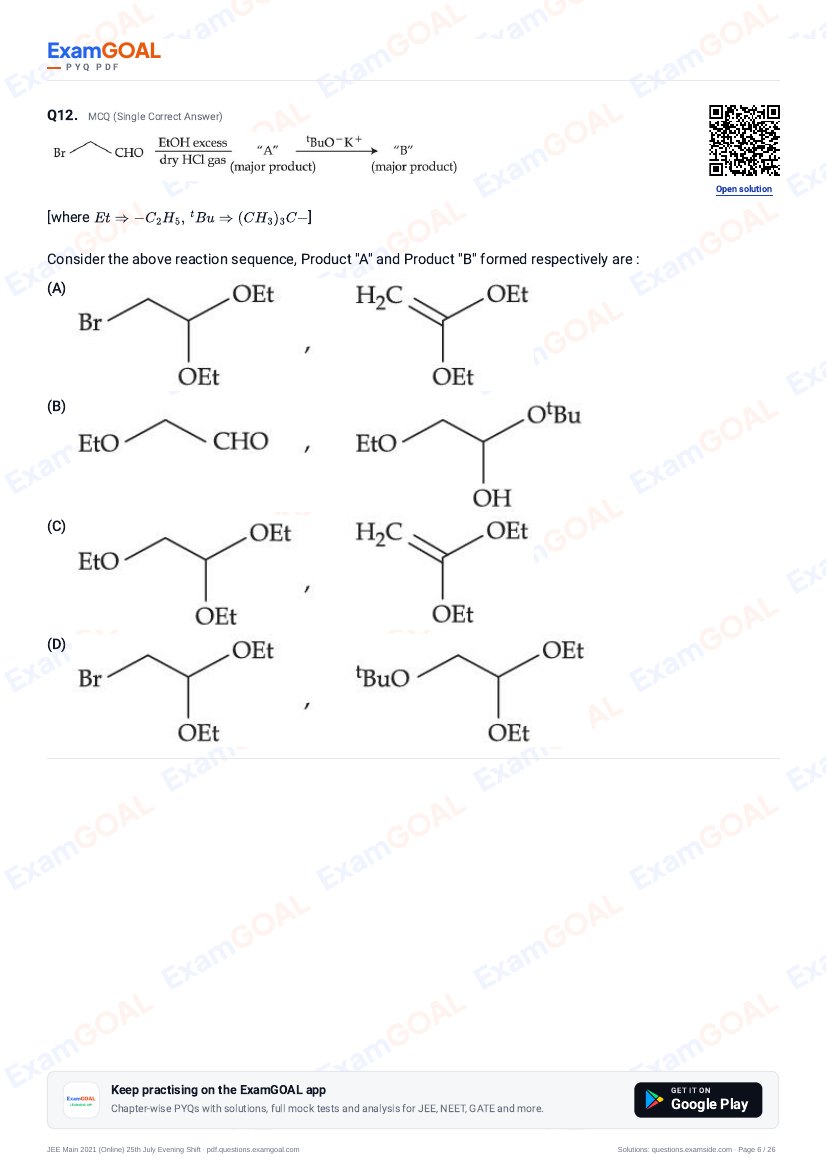 ExamGOAL
PYQ PDF
Q12. MCQ (Single Correct Answer)
Br CHO EtOH excess dry HCl gas "A" (major product) ᵗBuO⁻K⁺ "B" (major product)
Open solution
[where Et ⇒ −C₂H₅, ᵗBu ⇒ (CH₃)₃C−]
Consider the above reaction sequence, Product "A" and Product "B" formed respectively are :
(A)
Br OEt OEt , H₂C OEt OEt
(B)
EtO CHO , EtO OᵗBu OH
(C)
EtO OEt OEt , H₂C OEt OEt
(D)
Br OEt OEt , ᵗBuO OEt OEt
Keep practising on the ExamGOAL app
Chapter-wise PYQs with solutions, full mock tests and analysis for JEE, NEET, GATE and more.
GET IT ON
Google Play
JEE Main 2021 (Online) 25th July Evening Shift · pdf.questions.examgoal.com
Solutions: questions.examside.com · Page 6 / 26